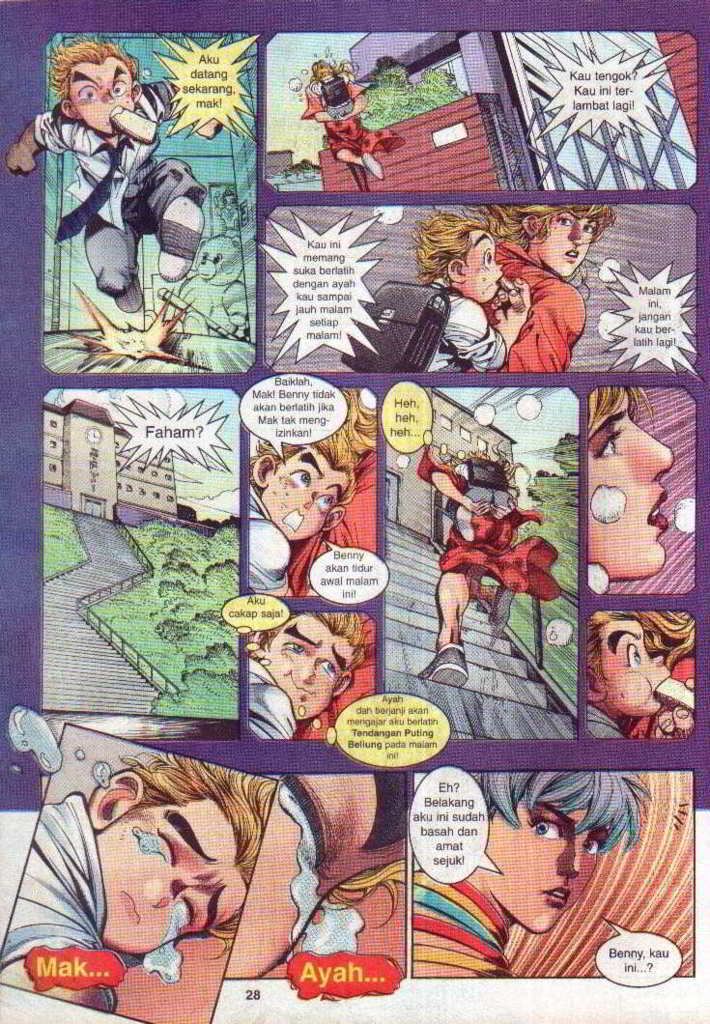 Aku
datang
sekarang,
mak!
Kau tengok?
Kau ini ter-
lambat lagi!
Kau ini
memang
suka berlatih
dengan ayah
kau sampai
jauh malam
setiap
malam!
Malam
ini,
jangan
kau ber-
latih lagi!
Faham?
Baiklah,
Mak! Benny tidak
akan berlatih jika
Mak tak meng-
izinkan!
Benny
akan tidur
awal malam
ini!
Aku
cakap saja!
Heh,
heh,
heh...
Ayah
dah berjanji akan
mengajar aku berlatih
Tendangan Puting
Beliung pada malam
ini!
Mak...
Ayah...
Eh?
Belakang
aku ini sudah
basah dan
amat
sejuk!
Benny, kau
ini...?
28